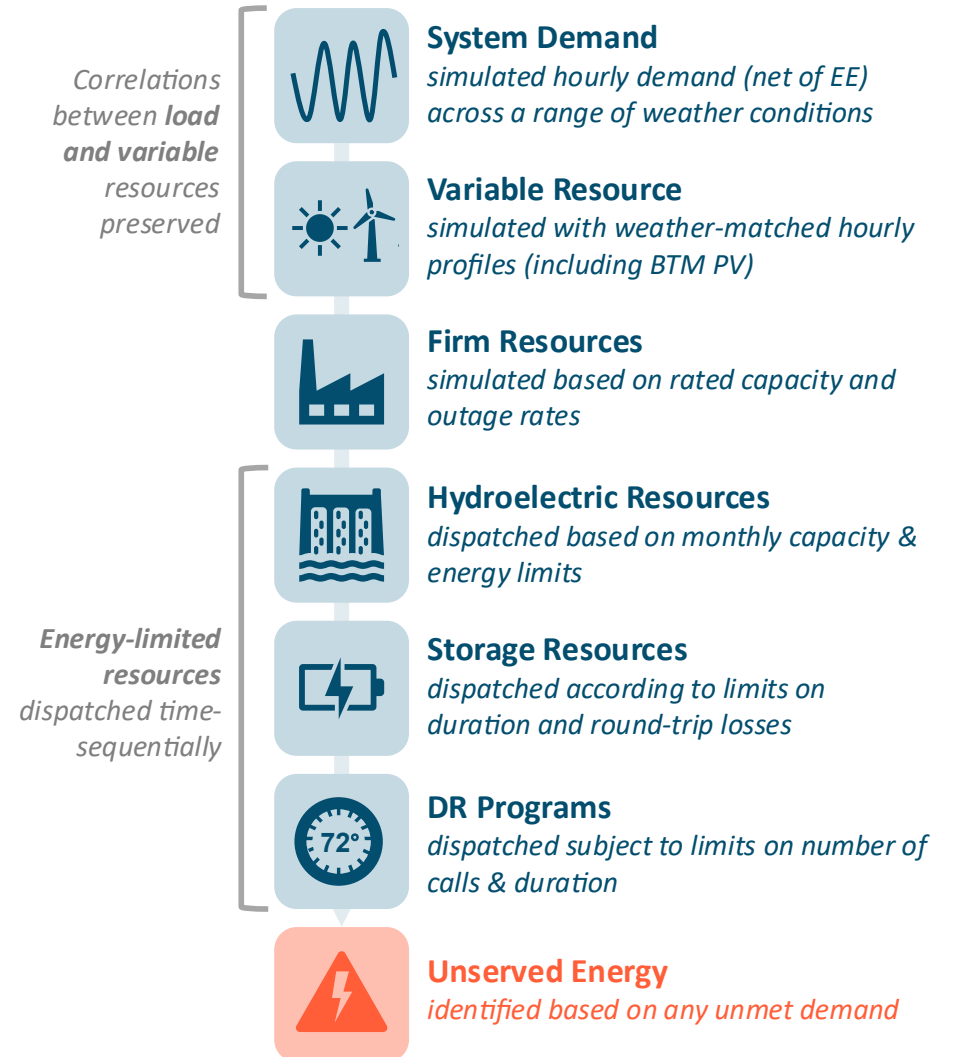 System Demand
simulated hourly demand (net of EE)
across a range of weather conditions
Correlations
between load
and variable
resources
preserved
Variable Resource
simulated with weather-matched hourly
profiles (including BTM PV)
Firm Resources
simulated based on rated capacity and
outage rates
Hydroelectric Resources
dispatched based on monthly capacity &
energy limits
Energy-limited
resources
dispatched time-
sequentially
Storage Resources
dispatched according to limits on
duration and round-trip losses
72°
DR Programs
dispatched subject to limits on number of
calls & duration
Unserved Energy
identified based on any unmet demand